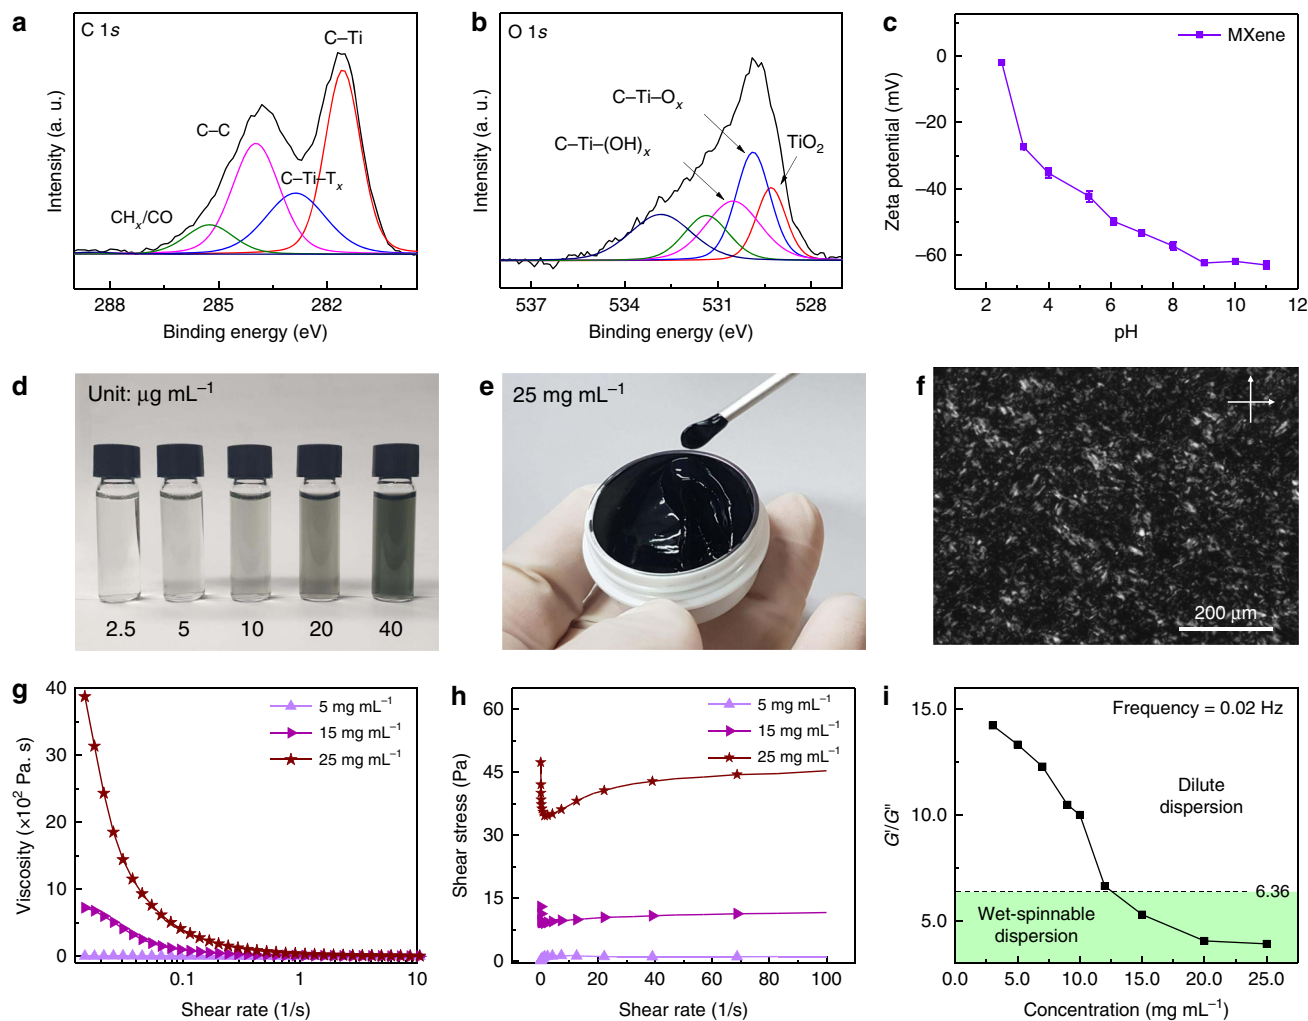 a
C 1s
C–Ti
C–C
C–Ti–Tₓ
CHₓ/CO
Intensity (a. u.)
288
285
282
Binding energy (eV)
b
O 1s
C–Ti–Oₓ
C–Ti–(OH)ₓ
TiO₂
Intensity (a. u.)
537
534
531
528
Binding energy (eV)
c
MXene
Zeta potential (mV)
0
–20
–40
–60
2
4
6
8
10
12
pH
d
Unit: µg mL⁻¹
2.5
5
10
20
40
e
25 mg mL⁻¹
f
200 µm
g
5 mg mL⁻¹
15 mg mL⁻¹
25 mg mL⁻¹
Viscosity (×10² Pa. s)
40
30
20
10
0
0.1
1
10
Shear rate (1/s)
h
5 mg mL⁻¹
15 mg mL⁻¹
25 mg mL⁻¹
Shear stress (Pa)
60
45
30
15
0
0
20
40
60
80
100
Shear rate (1/s)
i
Frequency = 0.02 Hz
Dilute
dispersion
6.36
Wet-spinnable
dispersion
G'/G''
15.0
10.0
5.0
0.0
5.0
10.0
15.0
20.0
25.0
Concentration (mg mL⁻¹)